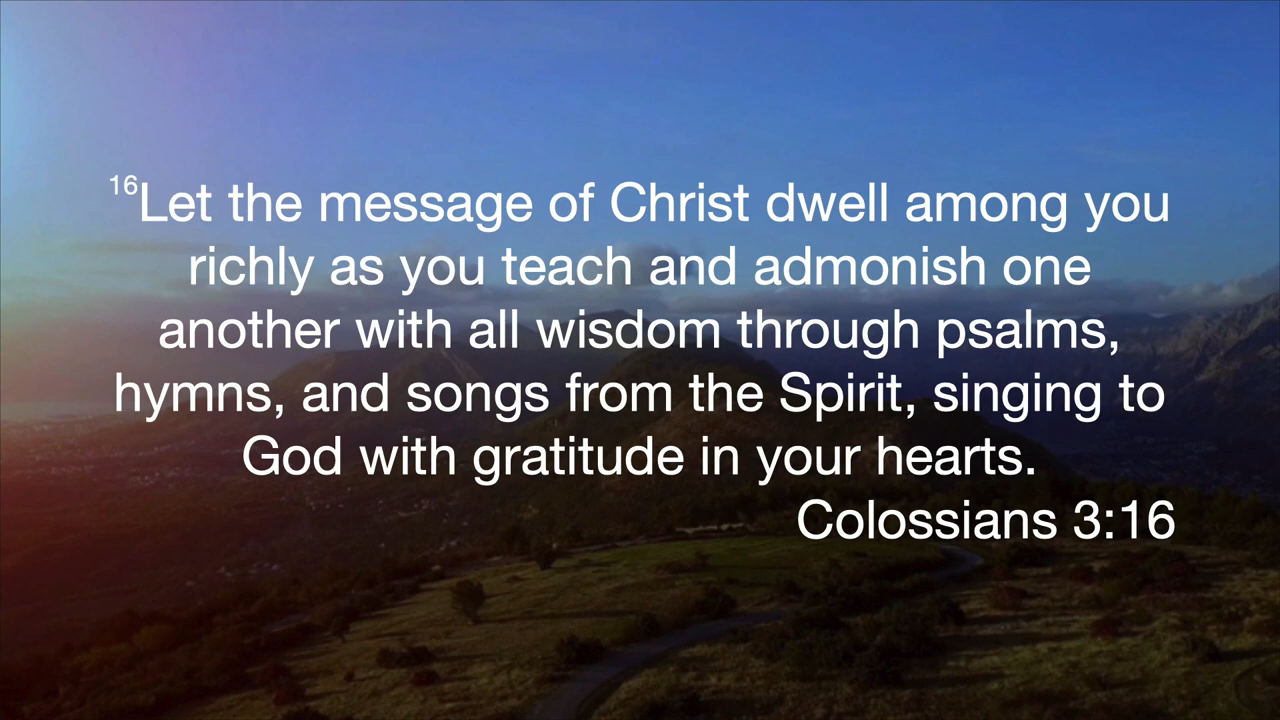 16Let the message of Christ dwell among you
richly as you teach and admonish one
another with all wisdom through psalms,
hymns, and songs from the Spirit, singing to
God with gratitude in your hearts.
Colossians 3:16